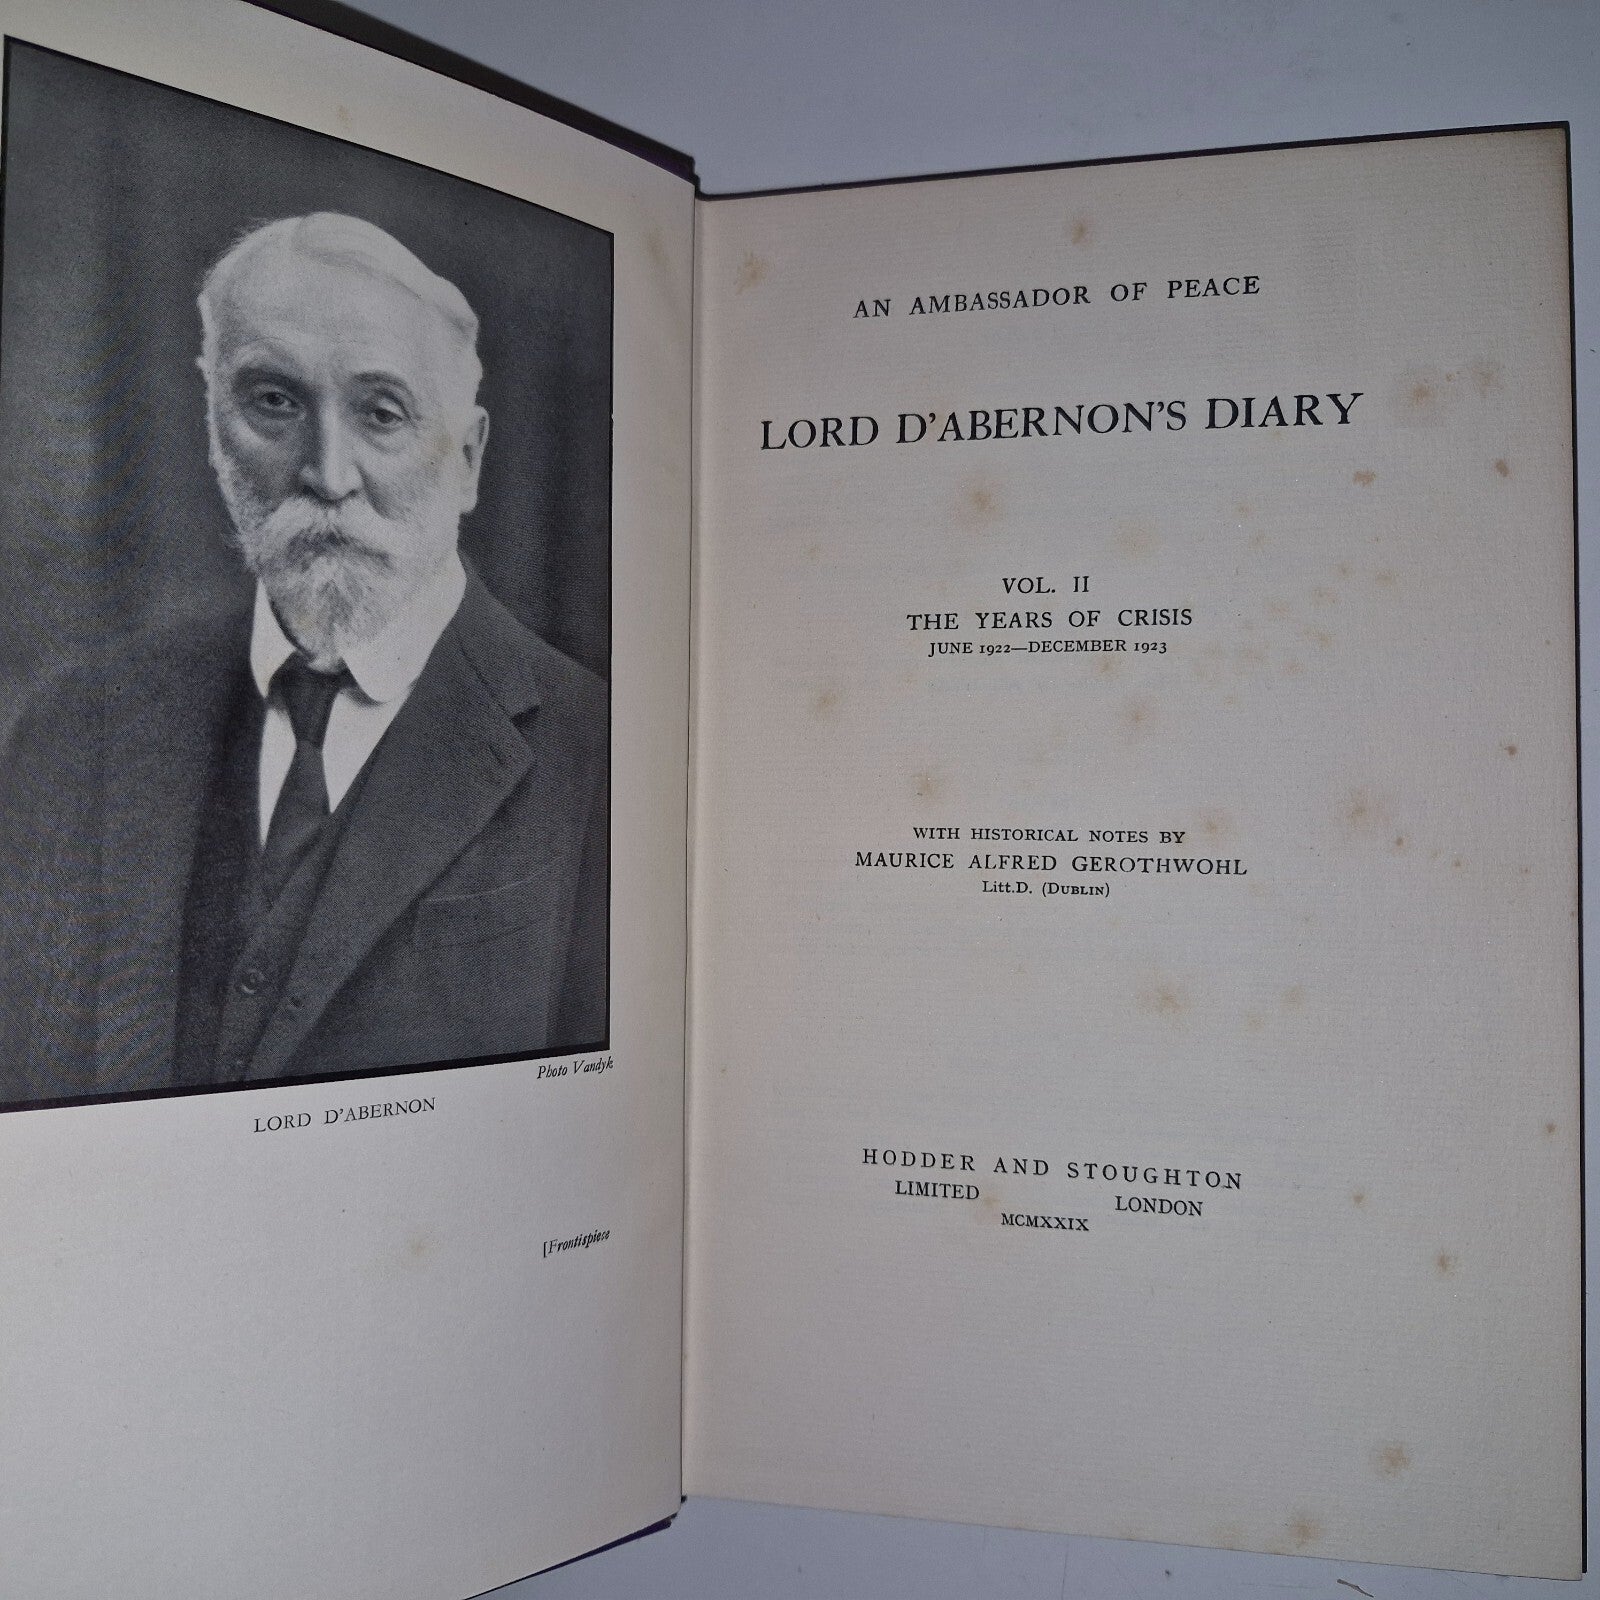 Photo Vandyk
LORD D'ABERNON
[Frontispiece
AN AMBASSADOR OF PEACE
LORD D'ABERNON'S DIARY
VOL. II
THE YEARS OF CRISIS
JUNE 1922—DECEMBER 1923
WITH HISTORICAL NOTES BY
MAURICE ALFRED GEROTHWOHL
Litt.D. (DUBLIN)
HODDER AND STOUGHTON
LIMITED LONDON
MCMXXIX